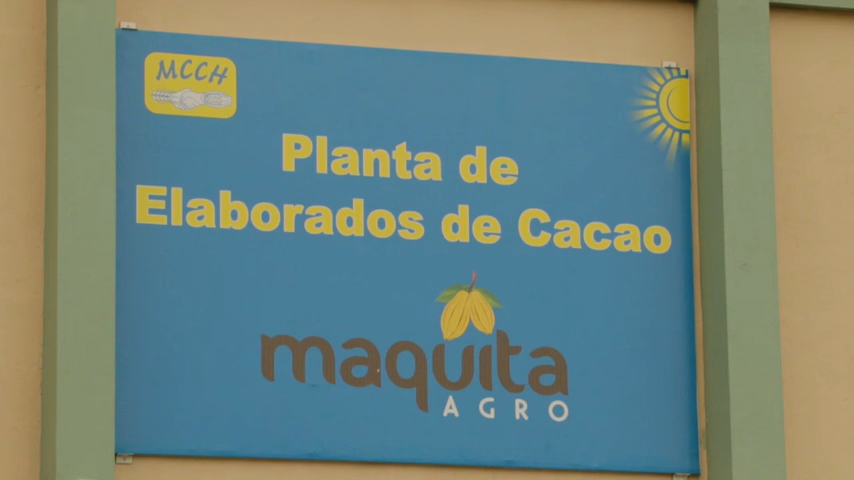 MCCH
Planta de
Elaborados de Cacao
maquita
AGRO